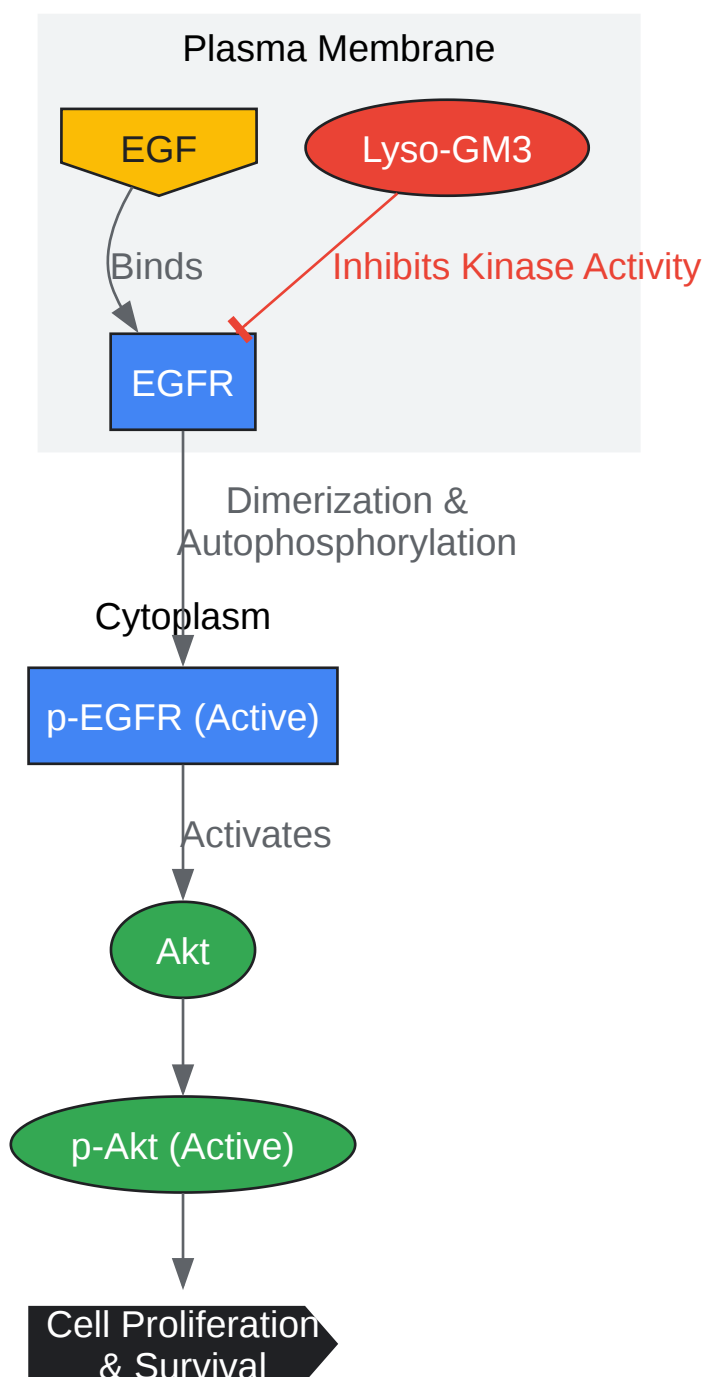 Plasma Membrane
EGF
Lyso-GM3
Binds
Inhibits Kinase Activity
EGFR
Dimerization &
Autophosphorylation
Cytoplasm
p-EGFR (Active)
Activates
Akt
p-Akt (Active)
Cell Proliferation
& Survival